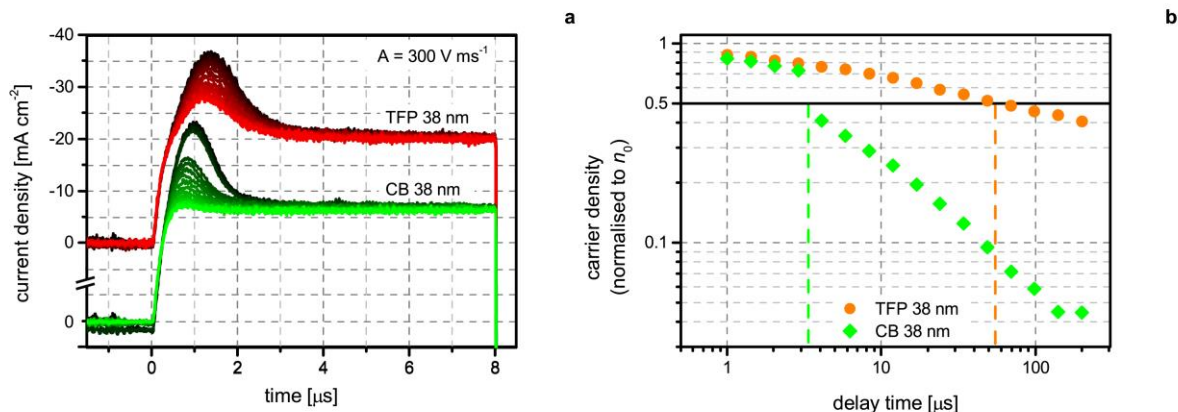 a
-40
-30
-20
-10
0
0
current density [mA cm⁻²]
A = 300 V ms⁻¹
TFP 38 nm
CB 38 nm
0 2 4 6 8
time [µs]
b
1
0.5
0.1
carrier density
(normalised to n₀)
TFP 38 nm
CB 38 nm
1 10 100
delay time [µs]